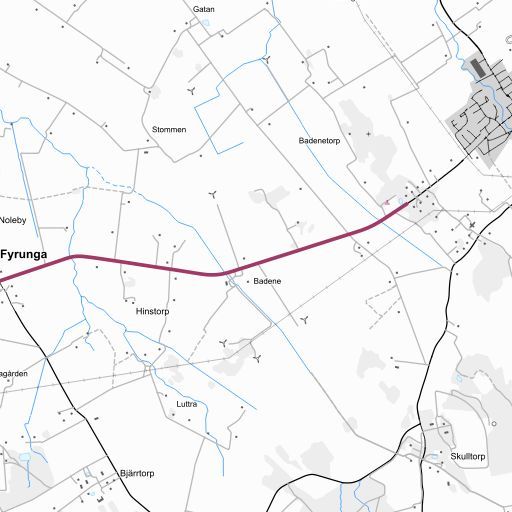 Gatan
Stommen
Badenetorp
Noleby
Fyrunga
Badene
Hinstorp
Luttra
Skulltorp
Bjärrtorp